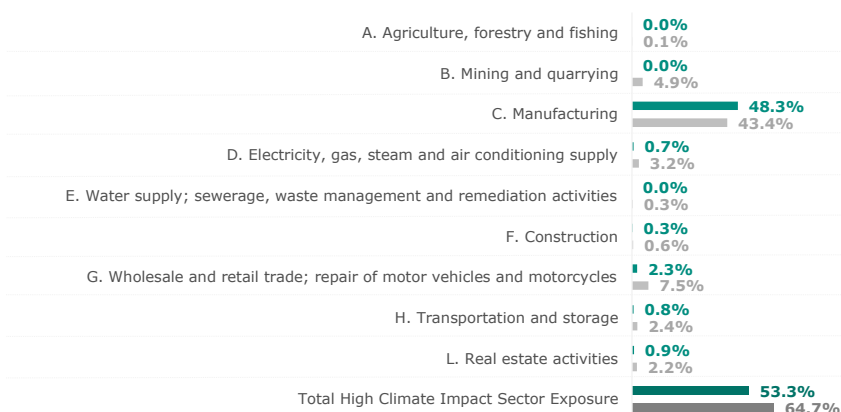 A. Agriculture, forestry and fishing
0.0%
0.1%
B. Mining and quarrying
0.0%
4.9%
C. Manufacturing
48.3%
43.4%
D. Electricity, gas, steam and air conditioning supply
0.7%
3.2%
E. Water supply; sewerage, waste management and remediation activities
0.0%
0.3%
F. Construction
0.3%
0.6%
G. Wholesale and retail trade; repair of motor vehicles and motorcycles
2.3%
7.5%
H. Transportation and storage
0.8%
2.4%
L. Real estate activities
0.9%
2.2%
Total High Climate Impact Sector Exposure
53.3%
64.7%